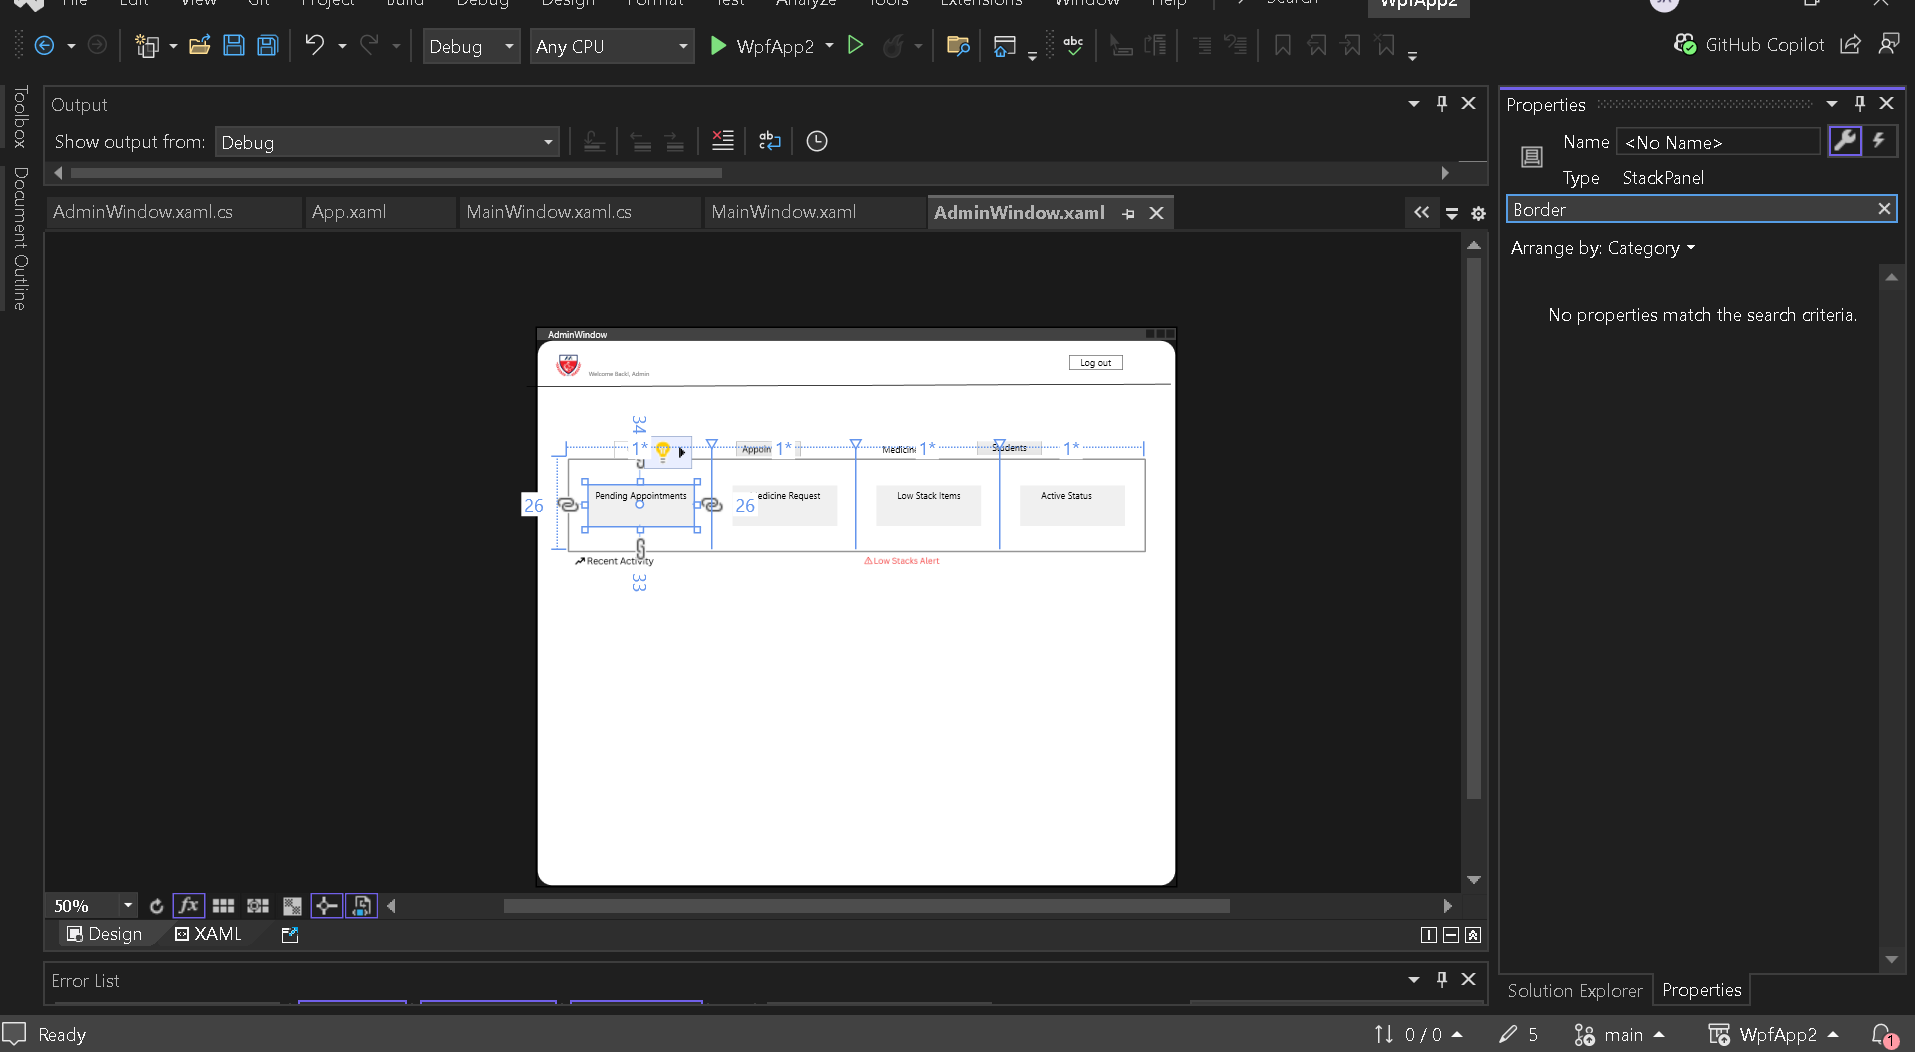 File Edit View Git Project Build Debug Design Format Test Analyze Tools Extensions Window Help Search WpfApp2 JA
Debug Any CPU WpfApp2 abc GitHub Copilot
Toolbox
Document Outline
Output
Show output from: Debug
AdminWindow.xaml.cs App.xaml MainWindow.xaml.cs MainWindow.xaml AdminWindow.xaml
AdminWindow
Welcome Back!, Admin
Log out
34
1* Appoin 1* Medicin 1* Students 1*
Pending Appointments
edicine Request
Low Stack Items
Active Status
26
26
Recent Activity
Low Stacks Alert
33
50%
Design XAML
Error List
Properties
Name <No Name>
Type StackPanel
Border
Arrange by: Category
No properties match the search criteria.
Solution Explorer Properties
Ready 0 / 0 5 main WpfApp2 1